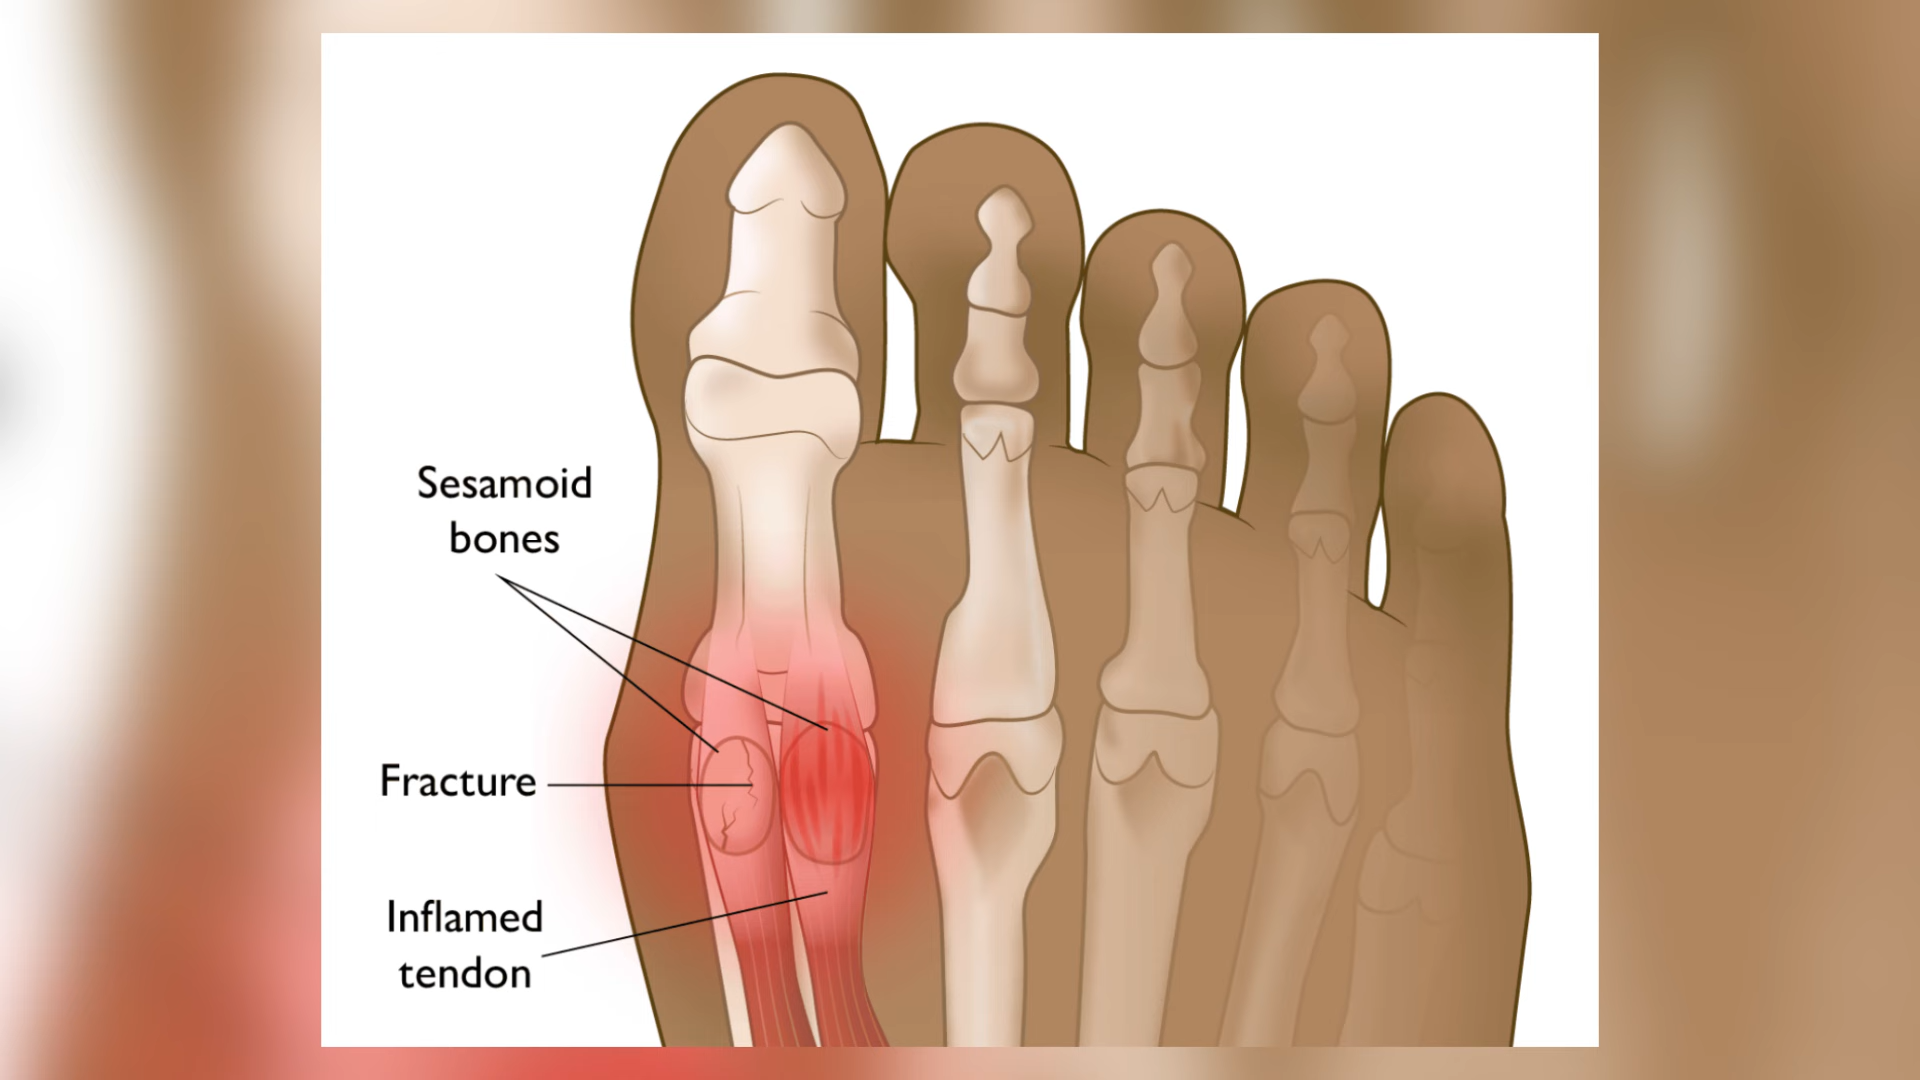 Sesamoid
bones
Fracture
Inflamed
tendon